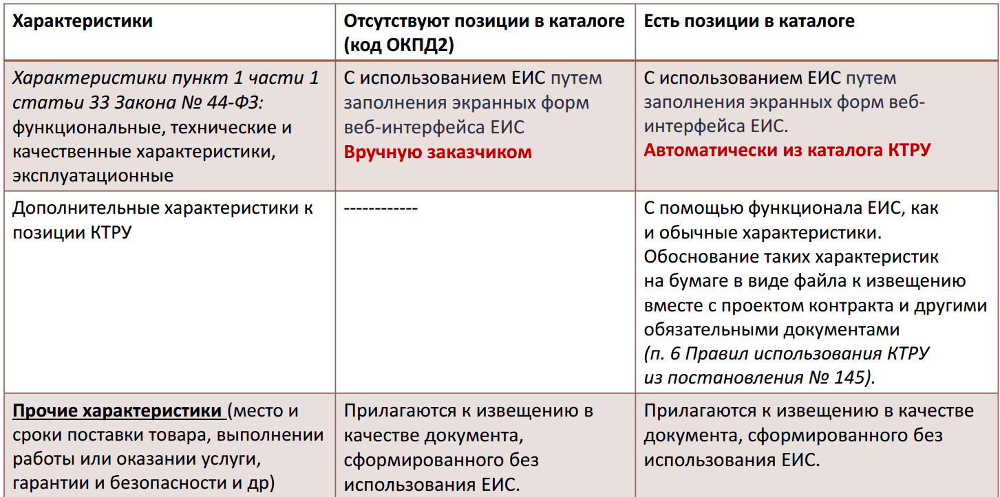 Характеристики
Отсутствуют позиции в каталоге
(код ОКПД2)
Есть позиции в каталоге
Характеристики пункт 1 части 1
статьи 33 Закона № 44-ФЗ:
функциональные, технические и
качественные характеристики,
эксплуатационные
С использованием ЕИС путем
заполнения экранных форм
веб-интерфейса ЕИС
Вручную заказчиком
С использованием ЕИС путем
заполнения экранных форм веб-
интерфейса ЕИС.
Автоматически из каталога КТРУ
Дополнительные характеристики к
позиции КТРУ
------------
С помощью функционала ЕИС, как
и обычные характеристики.
Обоснование таких характеристик
на бумаге в виде файла к извещению
вместе с проектом контракта и другими
обязательными документами
(п. 6 Правил использования КТРУ
из постановления № 145).
Прочие характеристики (место и
сроки поставки товара, выполнении
работы или оказании услуги,
гарантии и безопасности и др)
Прилагаются к извещению в
качестве документа,
сформированного без
использования ЕИС.
Прилагаются к извещению в качестве
документа, сформированного без
использования ЕИС.